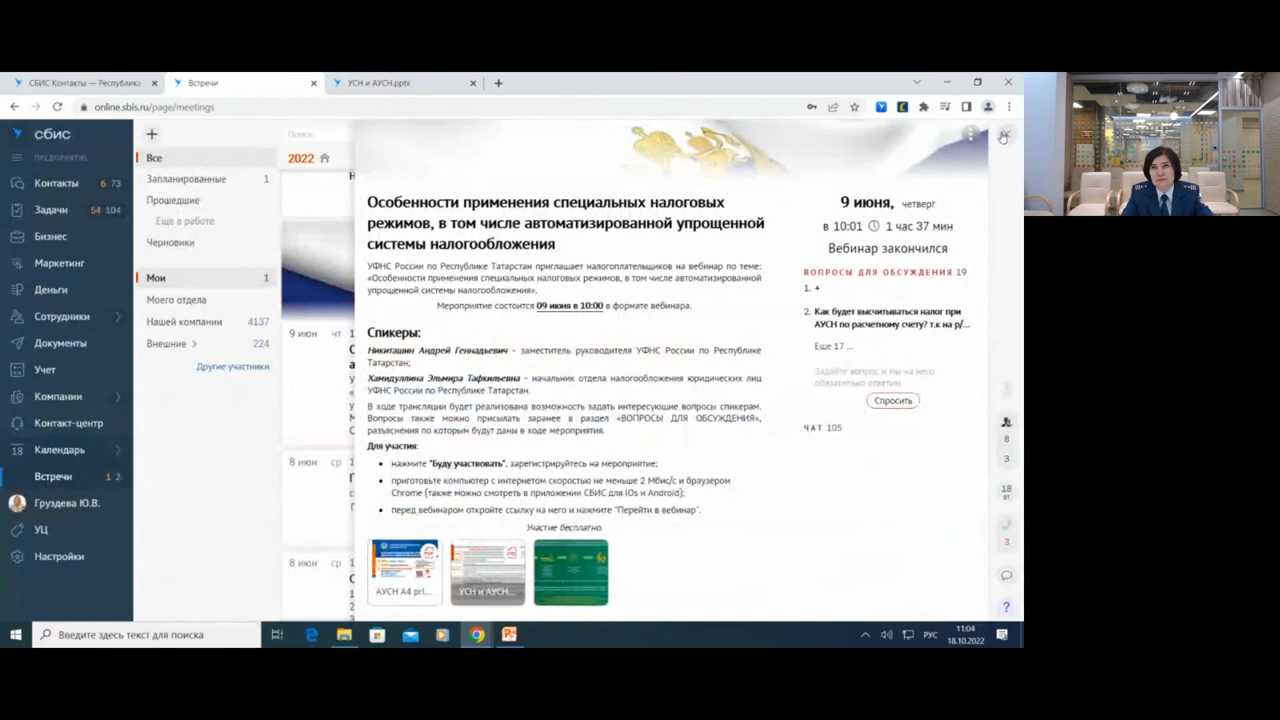 СБИС Контакты — Республика
Встречи
УСН и АУСН.pptx
online.sbis.ru/page/meetings
сбис
ПРЕДПРИЯТИЕ
Контакты 6 73
Задачи 54 104
Бизнес
Маркетинг
Деньги
Сотрудники
Документы
Учет
Компании
Контакт-центр
18 Календарь
Встречи 1 2
Груздева Ю.В.
УЦ
Настройки
Все
Запланированные 1
Прошедшие
Еще в работе
Черновики
Мои 1
Моего отдела
Нашей компании 4137
Внешние 224
Другие участники
Поиск
2022
9 июн чт
8 июн ср
8 июн ср
Особенности применения специальных налоговых
режимов, в том числе автоматизированной упрощенной
системы налогообложения
УФНС России по Республике Татарстан приглашает налогоплательщиков на вебинар по теме:
«Особенности применения специальных налоговых режимов, в том числе автоматизированной
упрощенной системы налогообложения».
Мероприятие состоится 09 июня в 10:00 в формате вебинара.
Спикеры:
Никиташин Андрей Геннадьевич – заместитель руководителя УФНС России по Республике
Татарстан;
Хамидуллина Эльмира Тафкильевна – начальник отдела налогообложения юридических лиц
УФНС России по Республике Татарстан.
В ходе трансляции будет реализована возможность задать интересующие вопросы спикерам.
Вопросы также можно присылать заранее в раздел «ВОПРОСЫ ДЛЯ ОБСУЖДЕНИЯ»,
разъяснения по которым будут даны в ходе мероприятия.
Для участия:
• нажмите "Буду участвовать", зарегистрируйтесь на мероприятие;
• приготовьте компьютер с интернетом скоростью не меньше 2 Мбис/с и браузером
Chrome (также можно смотреть в приложении СБИС для iOs и Android);
• перед вебинаром откройте ссылку на него и нажмите "Перейти в вебинар".
Участие бесплатно.
АУСН А4 pri...
УСН и АУСН...
9 июня, четверг
в 10:01 1 час 37 мин
Вебинар закончился
ВОПРОСЫ ДЛЯ ОБСУЖДЕНИЯ 19
1. +
2. Как будет высчитываться налог при
АУСН по расчетному счету? т.к на р/...
Еще 17 ...
Задайте вопрос и мы на него
обязательно ответим
Спросить
ЧАТ 105
8
3
18
вт
3
?
Введите здесь текст для поиска
РУС
11:04
18.10.2022